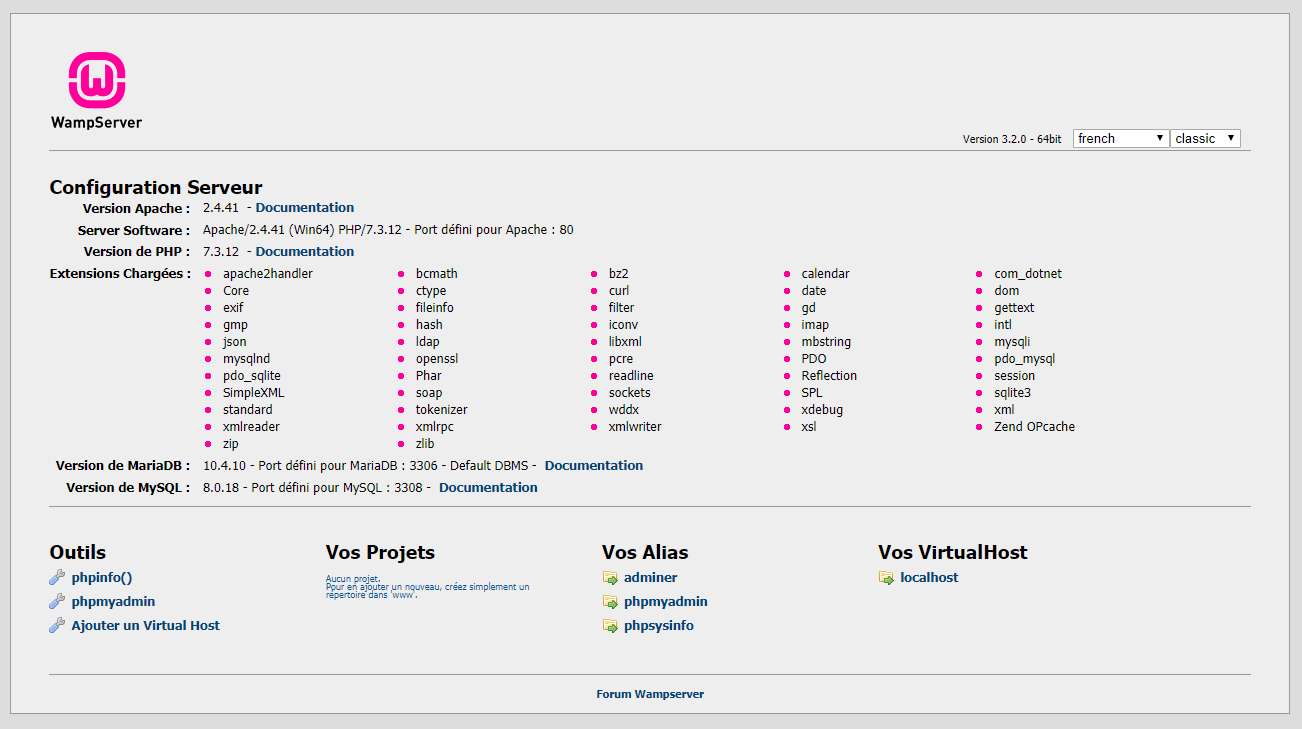 WampServer
Version 3.2.0 - 64bit french classic
Configuration Serveur
Version Apache : 2.4.41 - Documentation
Server Software : Apache/2.4.41 (Win64) PHP/7.3.12 - Port défini pour Apache : 80
Version de PHP : 7.3.12 - Documentation
Extensions Chargées : apache2handler bcmath bz2 calendar com_dotnet
Core ctype curl date dom
exif fileinfo filter gd gettext
gmp hash iconv imap intl
json ldap libxml mbstring mysqli
mysqlnd openssl pcre PDO pdo_mysql
pdo_sqlite Phar readline Reflection session
SimpleXML soap sockets SPL sqlite3
standard tokenizer wddx xdebug xml
xmlreader xmlrpc xmlwriter xsl Zend OPcache
zip zlib
Version de MariaDB : 10.4.10 - Port défini pour MariaDB : 3306 - Default DBMS - Documentation
Version de MySQL : 8.0.18 - Port défini pour MySQL : 3308 - Documentation
Outils
phpinfo()
phpmyadmin
Ajouter un Virtual Host
Vos Projets
Aucun projet.
Pour en ajouter un nouveau, créez simplement un
répertoire dans 'www'.
Vos Alias
adminer
phpmyadmin
phpsysinfo
Vos VirtualHost
localhost
Forum Wampserver